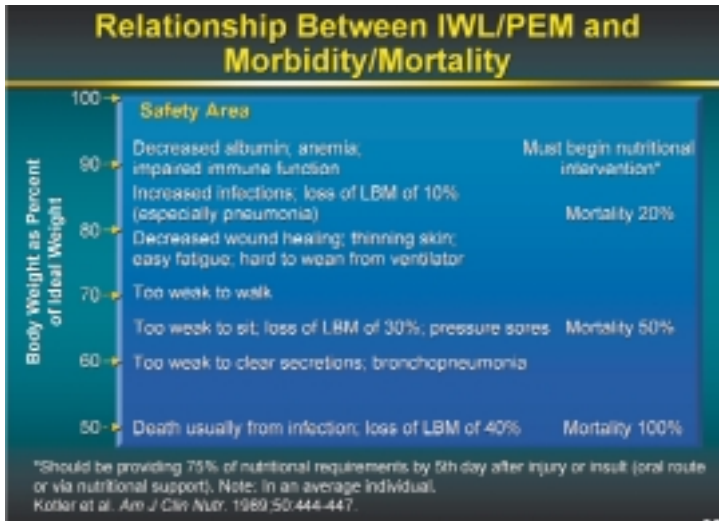 Relationship Between IWL/PEM and
Morbidity/Mortality
Body Weight as Percent
of Ideal Weight
100
Safety Area
Decreased albumin; anemia;
impaired immune function
Must begin nutritional
intervention*
90
Increased infections; loss of LBM of 10%
(especially pneumonia)
Mortality 20%
80
Decreased wound healing; thinning skin;
easy fatigue; hard to wean from ventilator
70
Too weak to walk
Too weak to sit; loss of LBM of 30%; pressure sores
Mortality 50%
60
Too weak to clear secretions; bronchopneumonia
50
Death usually from infection; loss of LBM of 40%
Mortality 100%
*Should be providing 75% of nutritional requirements by 5th day after injury or insult (oral route
or via nutritional support). Note: In an average individual.
Kotler et al. Am J Clin Nutr. 1989;50:444-447.